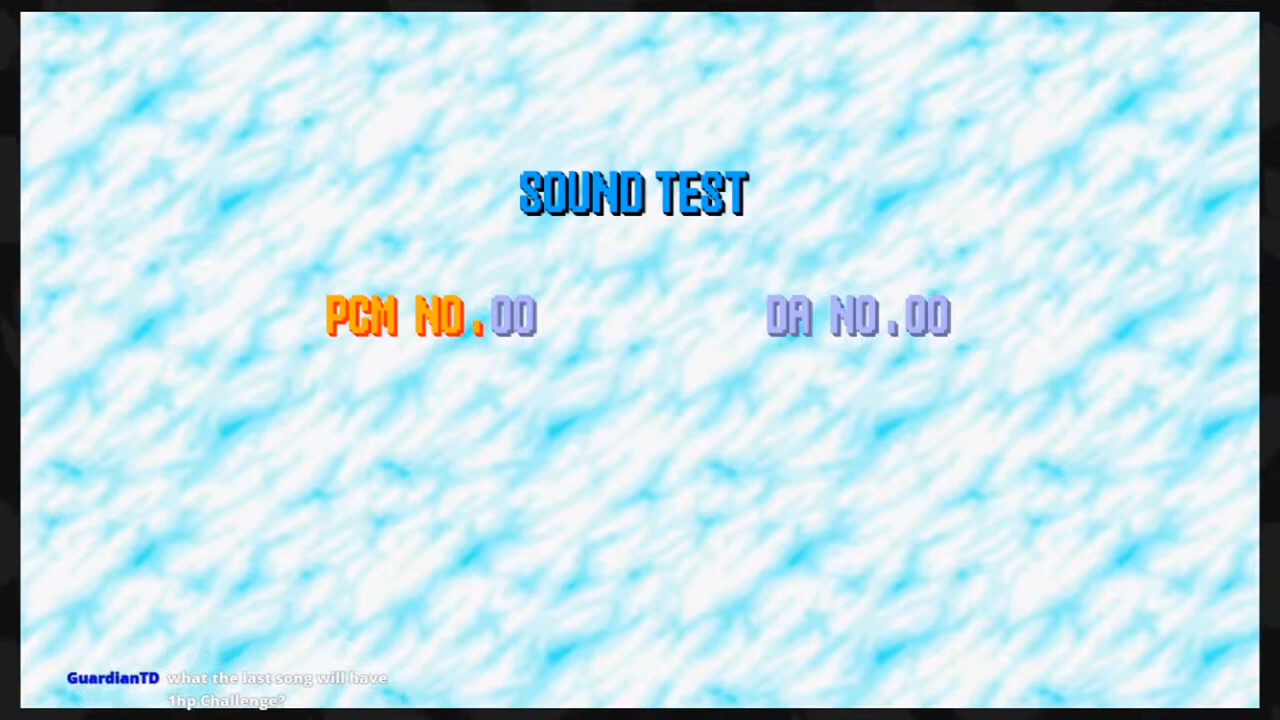 SOUND TEST
PCM NO.00 DA NO.00
GuardianTD what the last song will have
1hp Challenge?